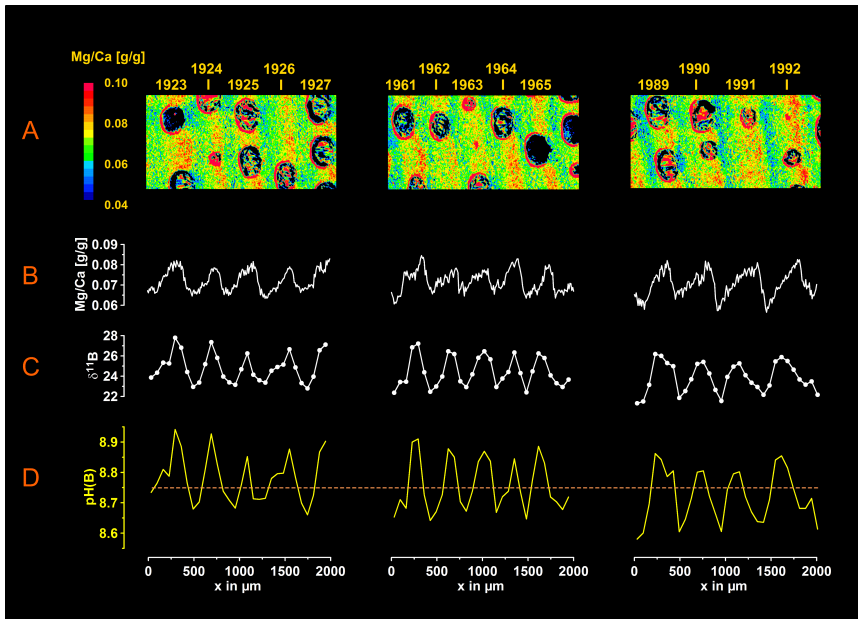 Mg/Ca [g/g]
1924 1926 1962 1964 1990 1992
1923 1925 1927 1961 1963 1965 1989 1991
0.10
0.08
0.06
0.04
A
B
Mg/Ca [g/g]
0.09
0.08
0.07
0.06
C
δ11B
28
26
24
22
D
pH(B)
8.9
8.8
8.7
8.6
0 500 1000 1500 2000 0 500 1000 1500 2000 0 500 1000 1500 2000
x in µm x in µm x in µm